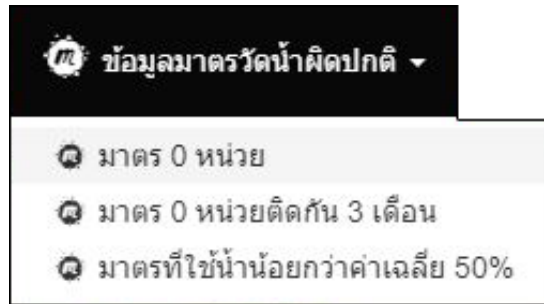 ข้อมูลมาตรวัดน้ำผิดปกติ
มาตร 0 หน่วย
มาตร 0 หน่วยติดกัน 3 เดือน
มาตรที่ใช้น้ำน้อยกว่าค่าเฉลี่ย 50%